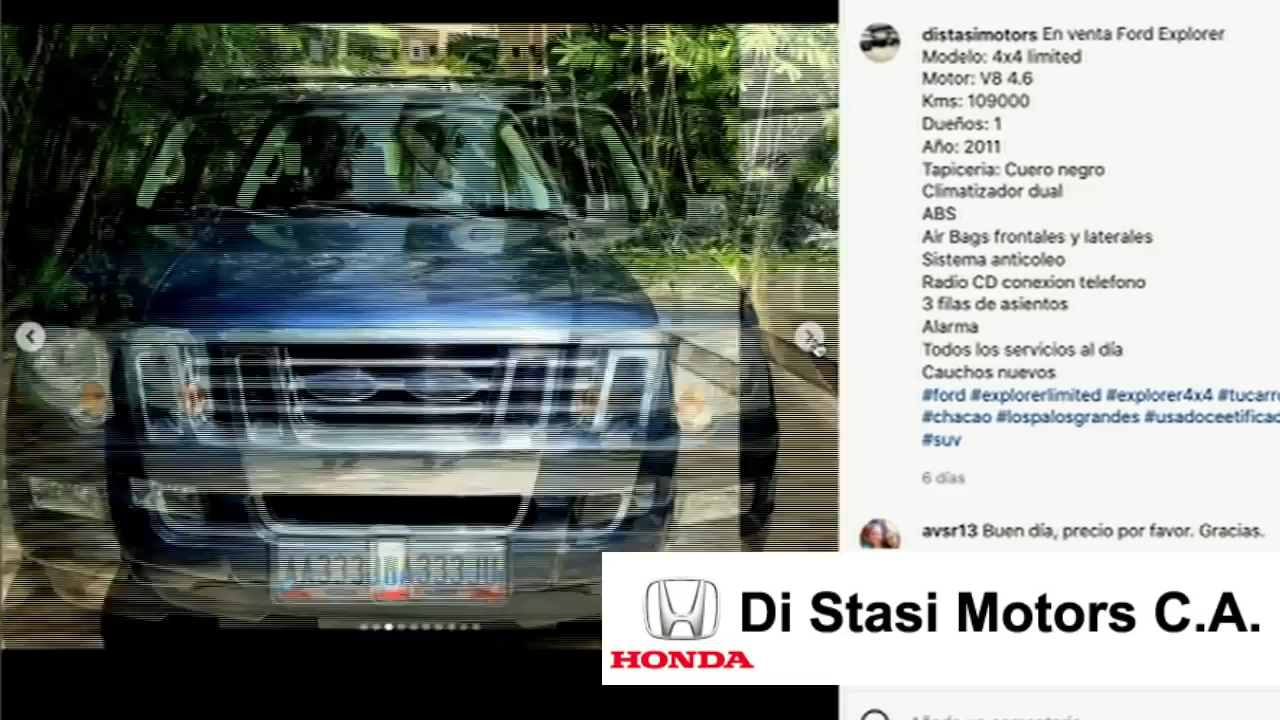 distasimotors En venta Ford Explorer
Modelo: 4x4 limited
Motor: V8 4.6
Kms: 109000
Dueños: 1
Año: 2011
Tapiceria: Cuero negro
Climatizador dual
ABS
Air Bags frontales y laterales
Sistema anticoleo
Radio CD conexion telefono
3 filas de asientos
Alarma
Todos los servicios al día
Cauchos nuevos
#ford #explorerlimited #explorer4x4 #tucarr
#chacao #lospalosgrandes #usadoceetificad
#suv
6 días
avsr13 Buen día, precio por favor. Gracias.
Di Stasi Motors C.A.
HONDA